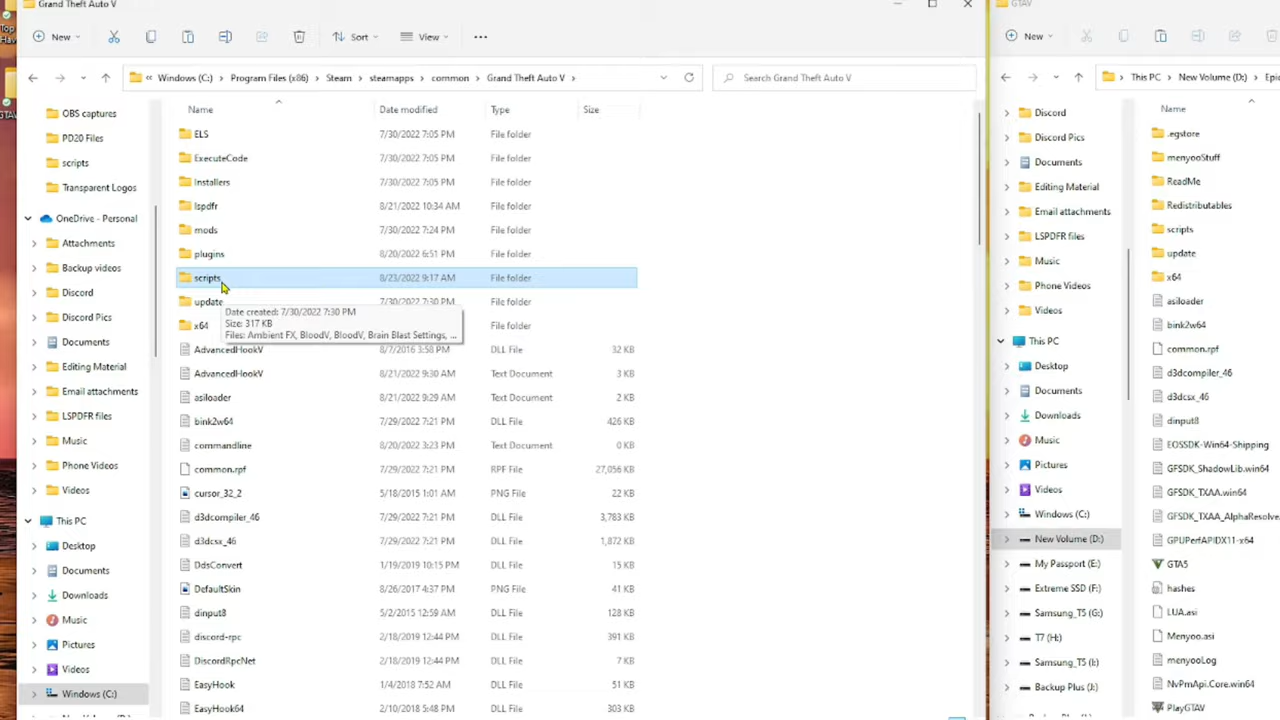 Grand Theft Auto V
New
Sort
View
Windows (C:) > Program Files (x86) > Steam > steamapps > common > Grand Theft Auto V >
Search Grand Theft Auto V
OBS captures
PD20 Files
scripts
Transparent Logos
OneDrive - Personal
Attachments
Backup videos
Discord
Discord Pics
Documents
Editing Material
Email attachments
LSPDFR files
Music
Phone Videos
Videos
This PC
Desktop
Documents
Downloads
Music
Pictures
Videos
Windows (C:)
Name Date modified Type Size
ELS 7/30/2022 7:05 PM File folder
ExecuteCode 7/30/2022 7:05 PM File folder
Installers 7/30/2022 7:05 PM File folder
lspdfr 8/21/2022 10:34 AM File folder
mods 7/30/2022 7:24 PM File folder
plugins 8/20/2022 6:51 PM File folder
scripts 8/23/2022 9:17 AM File folder
update 7/30/2022 7:30 PM File folder
Date created: 7/30/2022 7:30 PM
Size: 317 KB
Files: Ambient FX, BloodV, BloodV, Brain Blast Settings, ...
x64 File folder
AdvancedHookV 8/7/2016 3:58 PM DLL File 32 KB
AdvancedHookV 8/21/2022 9:30 AM Text Document 3 KB
asiloader 8/21/2022 9:29 AM Text Document 2 KB
bink2w64 7/29/2022 7:21 PM DLL File 426 KB
commandline 8/20/2022 3:23 PM Text Document 0 KB
common.rpf 7/29/2022 7:21 PM RPF File 27,056 KB
cursor_32_2 5/18/2015 1:01 AM PNG File 22 KB
d3dcompiler_46 7/29/2022 7:21 PM DLL File 3,783 KB
d3dcsx_46 7/29/2022 7:21 PM DLL File 1,872 KB
DdsConvert 1/19/2019 10:15 PM DLL File 15 KB
DefaultSkin 8/26/2017 4:37 PM PNG File 41 KB
dinput8 5/2/2015 12:59 AM DLL File 128 KB
discord-rpc 2/18/2019 12:44 PM DLL File 391 KB
DiscordRpcNet 2/18/2019 12:44 PM DLL File 7 KB
EasyHook 1/4/2018 7:52 AM DLL File 51 KB
EasyHook64 2/10/2018 5:48 PM DLL File 303 KB
GTAV
New
This PC > New Volume (D:) > Epic
Discord
Discord Pics
Documents
Editing Material
Email attachments
LSPDFR files
Music
Phone Videos
Videos
This PC
Desktop
Documents
Downloads
Music
Pictures
Videos
Windows (C:)
New Volume (D:)
My Passport (E:)
Extreme SSD (F:)
Samsung_T5 (G:)
T7 (H:)
Samsung_T5 (I:)
Backup Plus (J:)
Name
.egstore
menyooStuff
ReadMe
Redistributables
scripts
update
x64
asiloader
bink2w64
common.rpf
d3dcompiler_46
d3dcsx_46
dinput8
EOSSDK-Win64-Shipping
GFSDK_ShadowLib.win64
GFSDK_TXAA.win64
GFSDK_TXAA_AlphaResolve
GPUPerfAPIDX11-x64
GTA5
hashes
LUA.asi
Menyoo.asi
menyooLog
NvPmApi.Core.win64
PlayGTAV